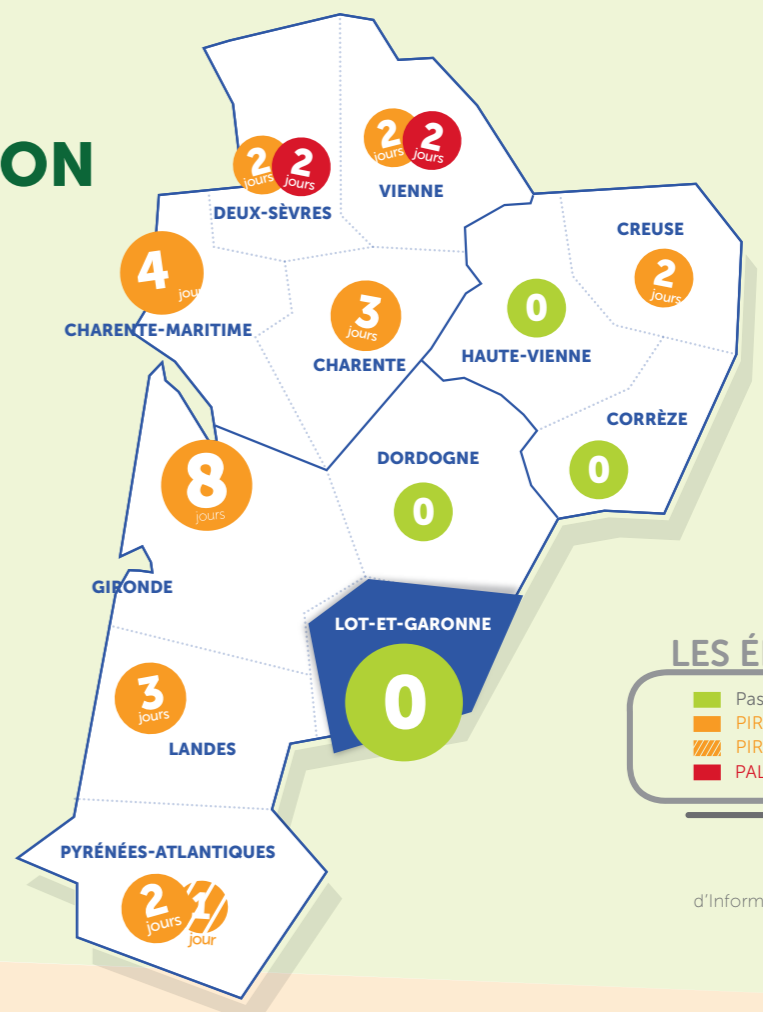 ON
2
jours
2
jours
DEUX-SÈVRES
2
jours
2
jours
VIENNE
CREUSE
2
jours
4
jour
CHARENTE-MARITIME
3
jours
CHARENTE
0
HAUTE-VIENNE
CORRÈZE
0
DORDOGNE
0
8
jours
GIRONDE
LOT-ET-GARONNE
0
3
jours
LANDES
PYRÉNÉES-ATLANTIQUES
2
jours
1
jour
LES É
Pas
PIR
PIR
PAL
d'Inform